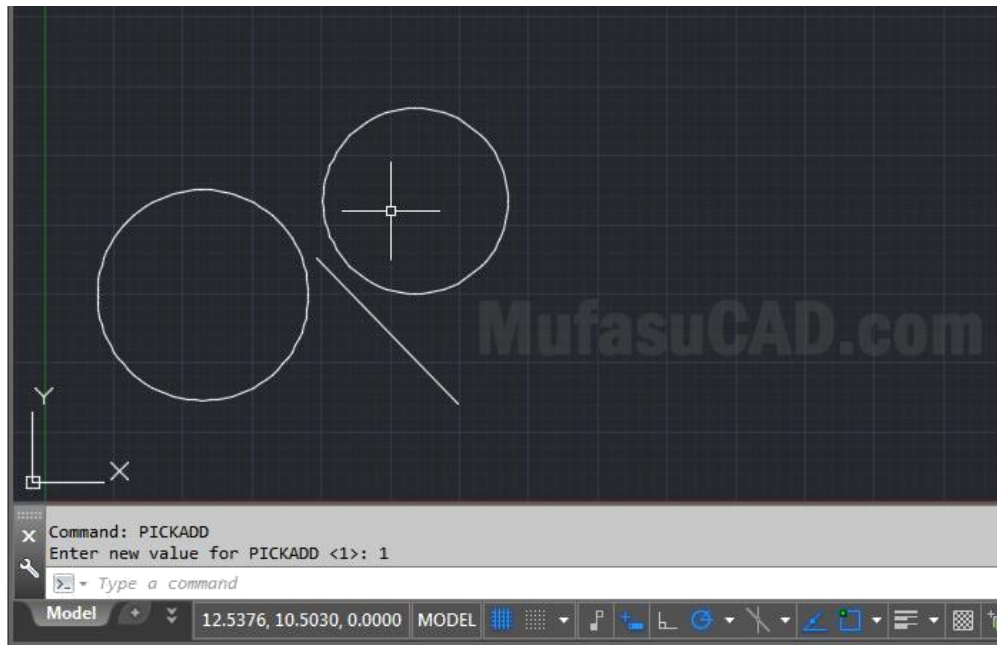 MufasuCAD.com
Y
X
Command: PICKADD
Enter new value for PICKADD <1>: 1
Type a command
Model
12.5376, 10.5030, 0.0000 MODEL